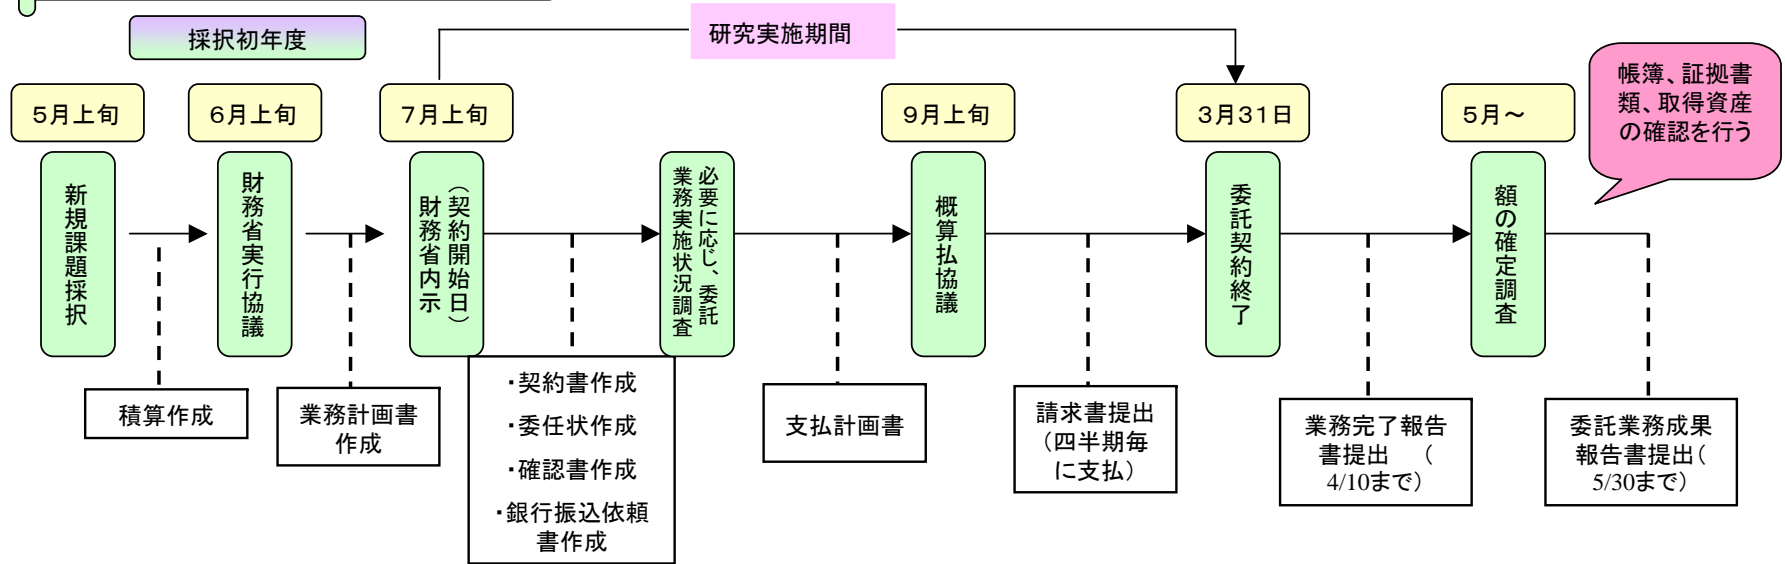 採択初年度
研究実施期間
5月上旬
6月上旬
7月上旬
9月上旬
3月31日
5月～
帳簿、証拠書
類、取得資産
の確認を行う
新規課題採択
財務省実行協議
（契約開始日）
財務省内示
必要に応じ、委託
業務実施状況調査
概算払協議
委託契約終了
額の確定調査
積算作成
業務計画書
作成
・契約書作成
・委任状作成
・確認書作成
・銀行振込依頼
書作成
支払計画書
請求書提出
（四半期毎
に支払）
業務完了報告
書提出　（
4/10まで）
委託業務成果
報告書提出（
5/30まで）